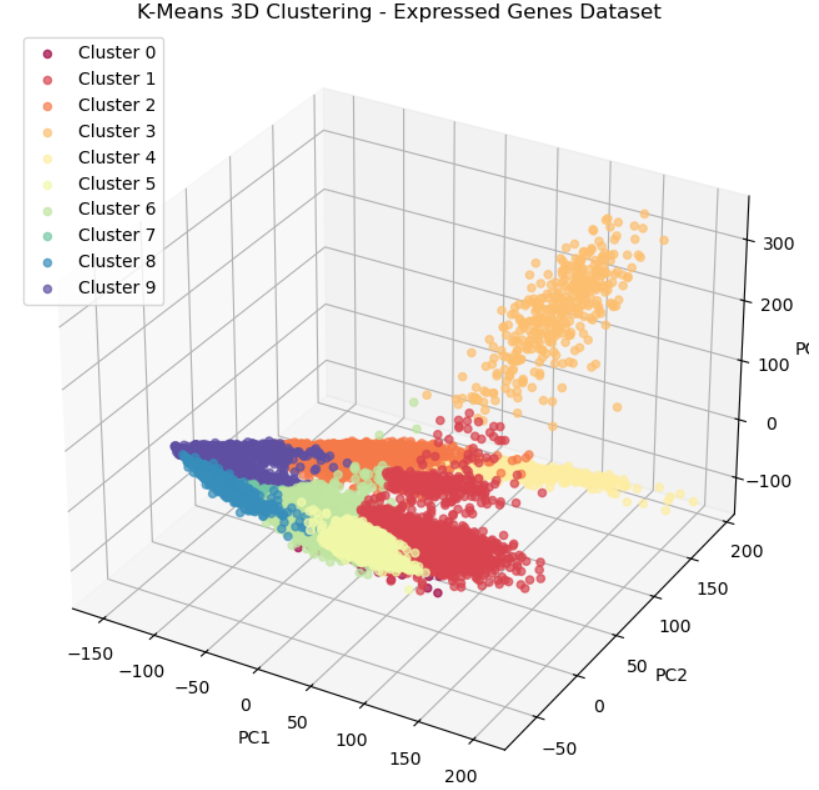 K-Means 3D Clustering - Expressed Genes Dataset
Cluster 0
Cluster 1
Cluster 2
Cluster 3
Cluster 4
Cluster 5
Cluster 6
Cluster 7
Cluster 8
Cluster 9
300
200
100
0
−100
−150
−100
−50
0
50
100
150
200
PC1
200
150
100
50
0
−50
PC2